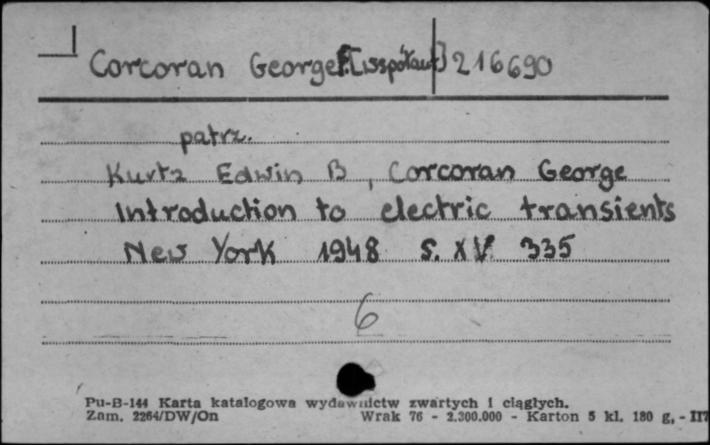 Corcoran George F. [współaut] 216690
patrz.
Kurtz Edwin B, Corcoran George
Introduction to electric transients
New York 1948 s. XV 335
6
Pu-B-144 Karta katalogowa wydawnictw zwartych i ciągłych.
Zam. 2264/DW/On Wrak 76 - 2.300.000 - Karton 5 kl. 180 g, - III7